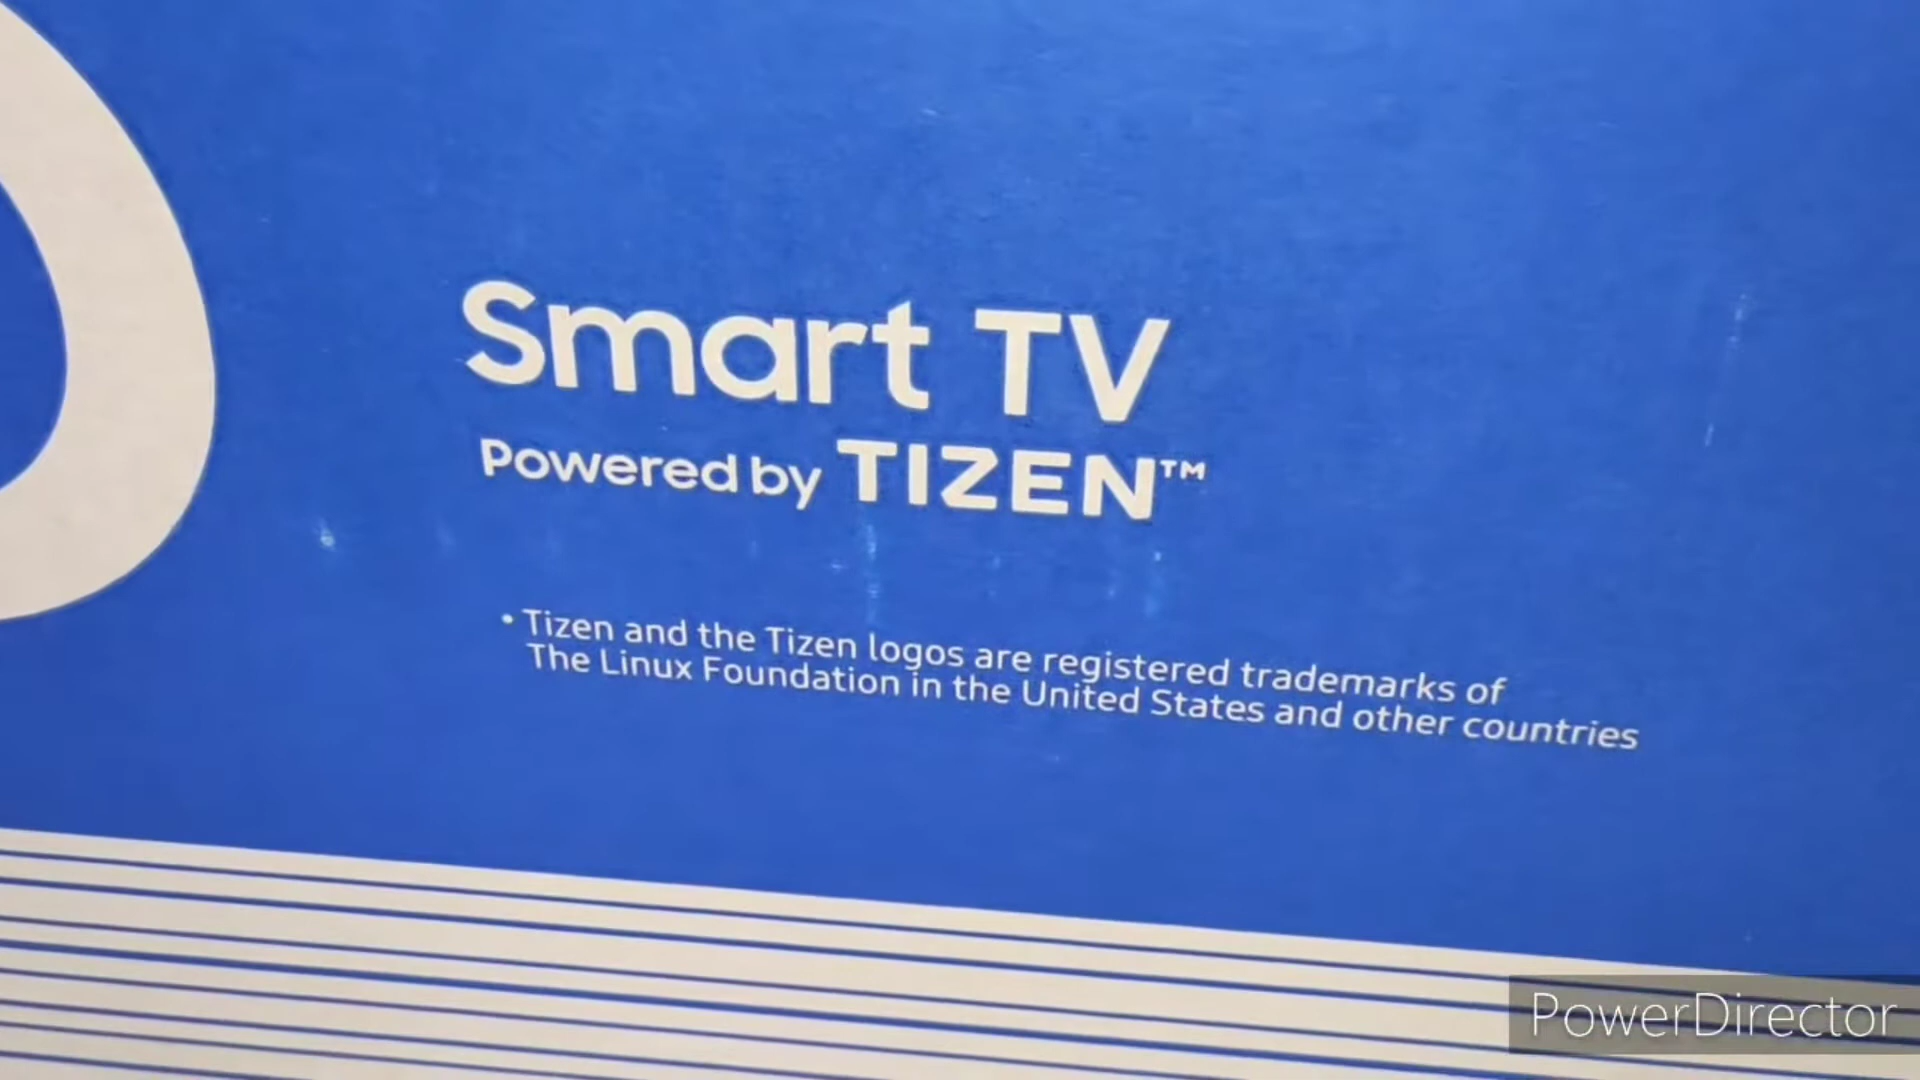 Smart TV
Powered by TIZEN™
• Tizen and the Tizen logos are registered trademarks of
The Linux Foundation in the United States and other countries
PowerDirector